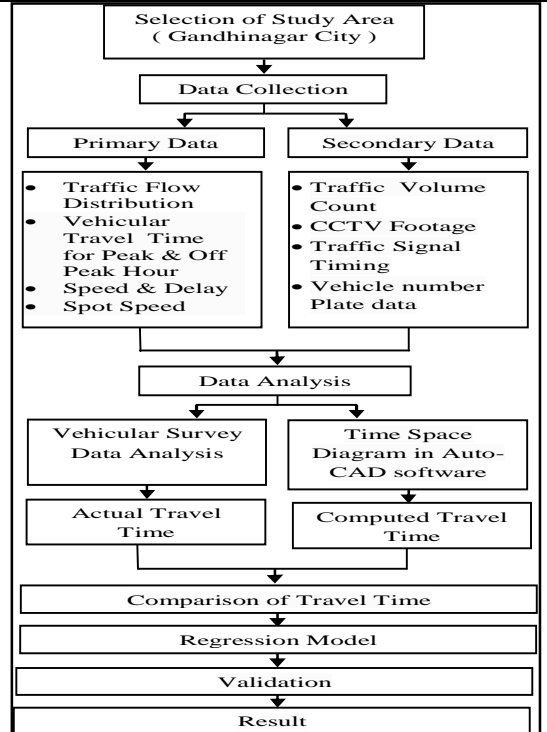 Selection of Study Area
( Gandhinagar City )
Data Collection
Primary Data
Secondary Data
• Traffic Flow
Distribution
• Vehicular
Travel Time
for Peak & Off
Peak Hour
• Speed & Delay
• Spot Speed
• Traffic Volume
Count
• CCTV Footage
• Traffic Signal
Timing
• Vehicle number
Plate data
Data Analysis
Vehicular Survey
Data Analysis
Time Space
Diagram in Auto-
CAD software
Actual Travel
Time
Computed Travel
Time
Comparison of Travel Time
Regression Model
Validation
Result